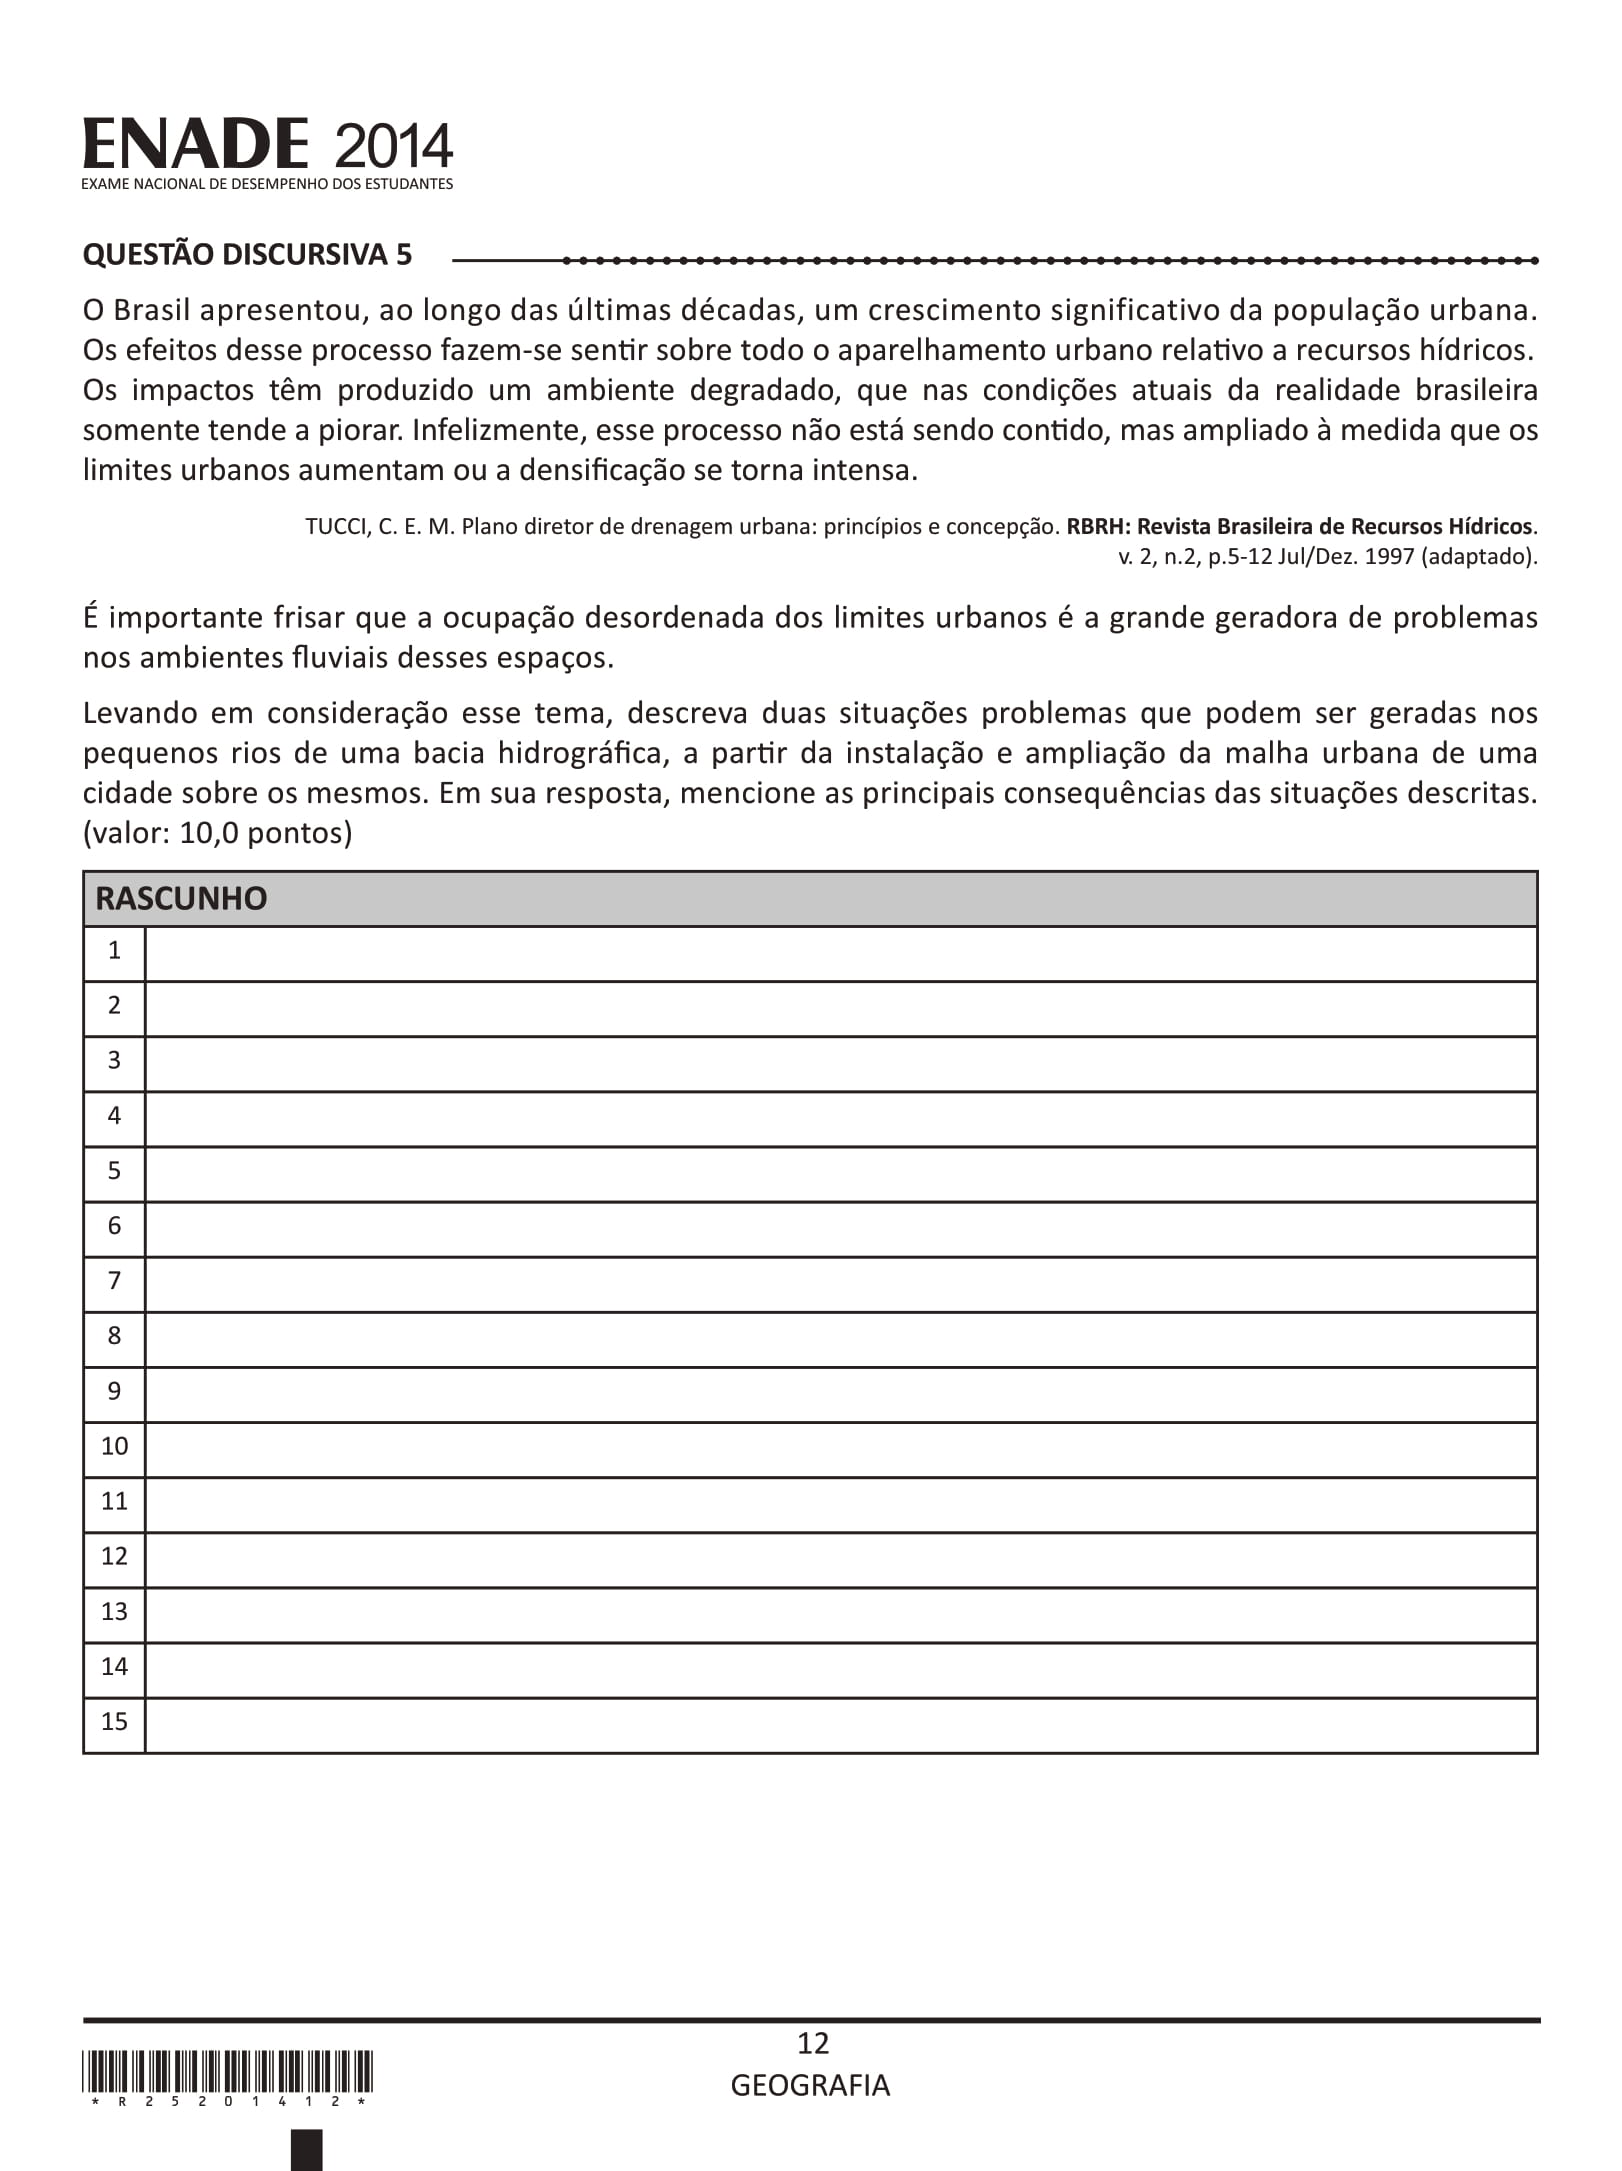 ENADE 2014
EXAME NACIONAL DE DESEMPENHO DOS ESTUDANTES
QUESTÃO DISCURSIVA 5
O Brasil apresentou, ao longo das últimas décadas, um crescimento significativo da população urbana.
Os efeitos desse processo fazem-se sentir sobre todo o aparelhamento urbano relativo a recursos hídricos.
Os impactos têm produzido um ambiente degradado, que nas condições atuais da realidade brasileira
somente tende a piorar. Infelizmente, esse processo não está sendo contido, mas ampliado à medida que os
limites urbanos aumentam ou a densificação se torna intensa.
TUCCI, C. E. M. Plano diretor de drenagem urbana: princípios e concepção. RBRH: Revista Brasileira de Recursos Hídricos.
v. 2, n.2, p.5-12 Jul/Dez. 1997 (adaptado).
É importante frisar que a ocupação desordenada dos limites urbanos é a grande geradora de problemas
nos ambientes fluviais desses espaços.
Levando em consideração esse tema, descreva duas situações problemas que podem ser geradas nos
pequenos rios de uma bacia hidrográfica, a partir da instalação e ampliação da malha urbana de uma
cidade sobre os mesmos. Em sua resposta, mencione as principais consequências das situações descritas.
(valor: 10,0 pontos)
RASCUNHO
1
2
3
4
5
6
7
8
9
10
11
12
13
14
15
12
GEOGRAFIA
* R 2 5 2 0 1 4 1 2 *